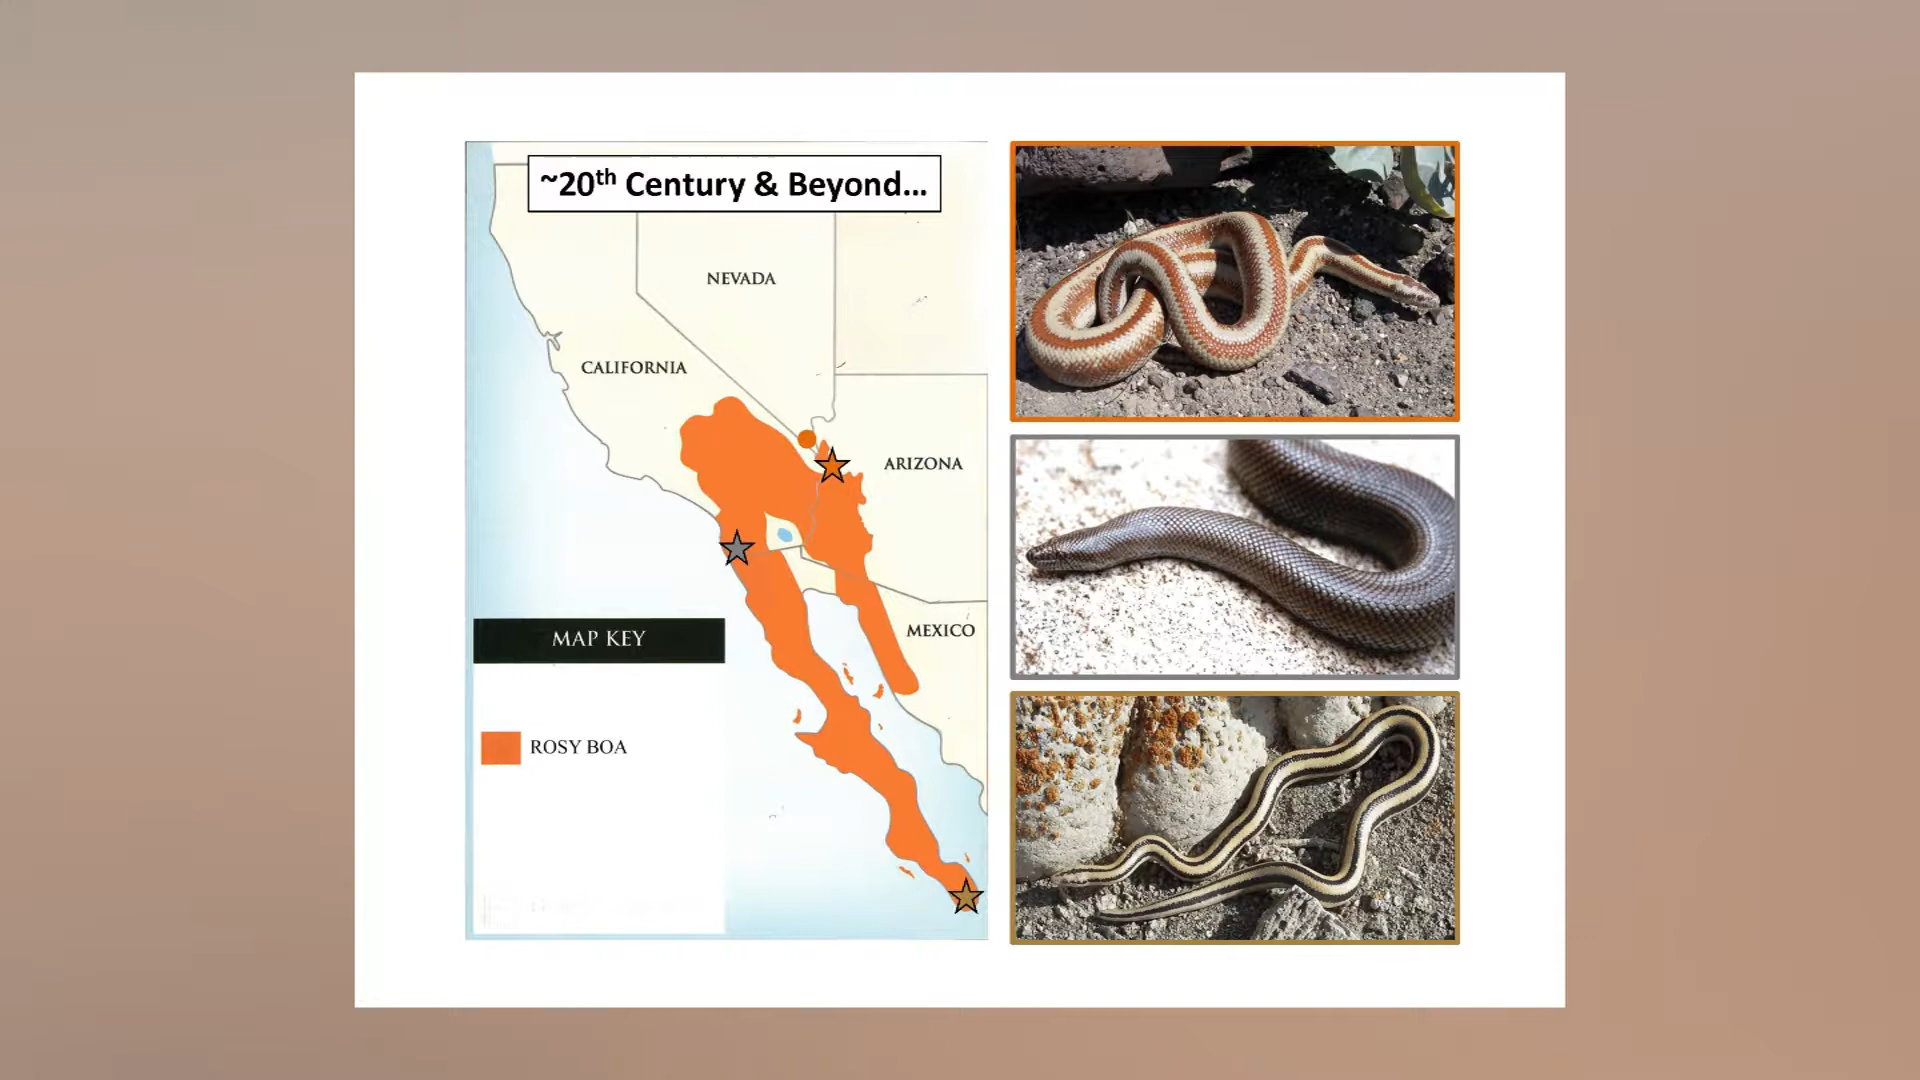 ~20th Century & Beyond...
NEVADA
CALIFORNIA
ARIZONA
MEXICO
MAP KEY
ROSY BOA